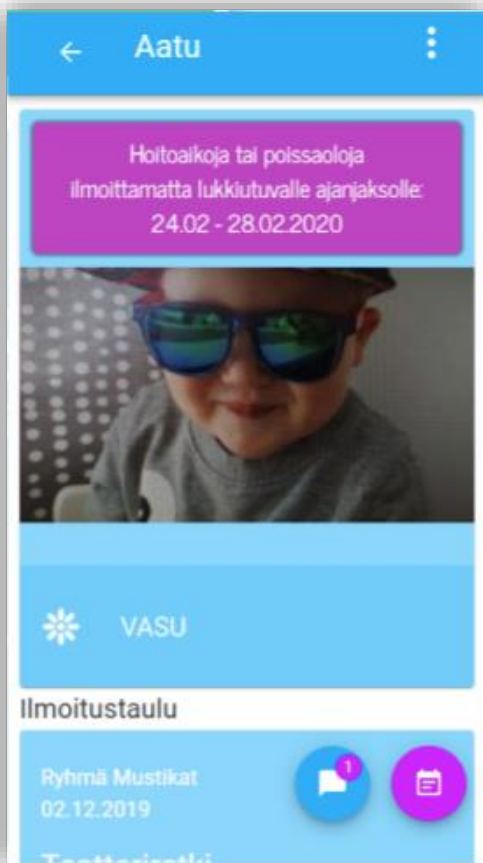 Aatu
Hoitoaikoja tai poissaoloja
ilmoittamatta lukkiutuvalle ajanjaksolle:
24.02 - 28.02.2020
VASU
Ilmoitustaulu
Ryhmä Mustikat
02.12.2019
1
Teatteriretki